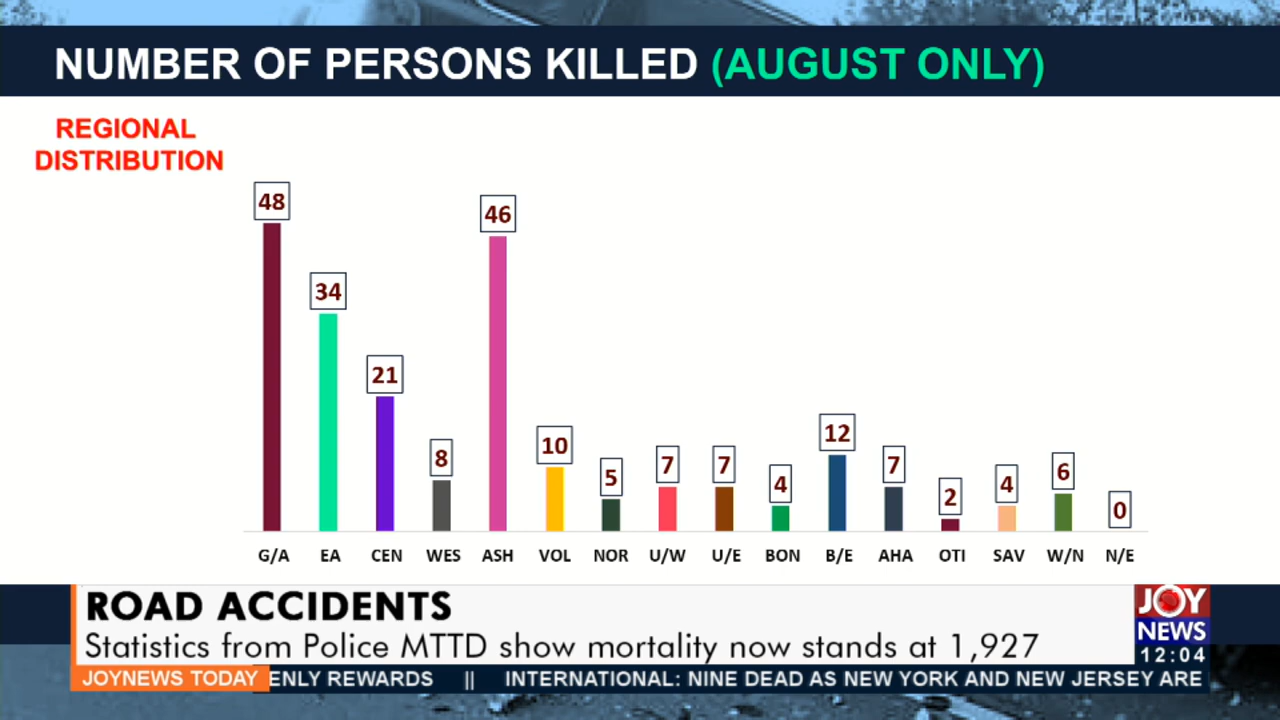 NUMBER OF PERSONS KILLED (AUGUST ONLY)
REGIONAL
DISTRIBUTION
48
34
21
8
46
10
5
7
7
4
12
7
2
4
6
0
G/A EA CEN WES ASH VOL NOR U/W U/E BON B/E AHA OTI SAV W/N N/E
ROAD ACCIDENTS
Statistics from Police MTTD show mortality now stands at 1,927
JOY
NEWS
12:04
JOYNEWS TODAY ENLY REWARDS || INTERNATIONAL: NINE DEAD AS NEW YORK AND NEW JERSEY ARE